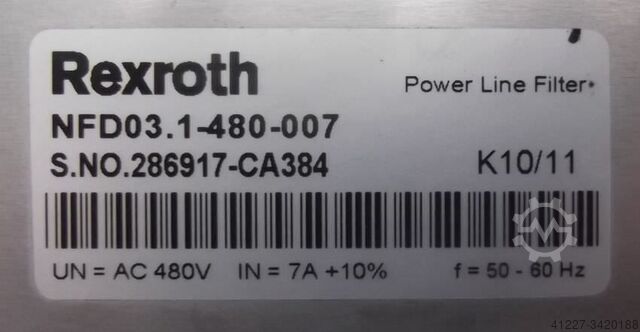 Rexroth
Power Line Filter
NFD03.1-480-007
S.NO.286917-CA384 K10/11
UN = AC 480V IN = 7A +10% f = 50 - 60 Hz
41227-3420188